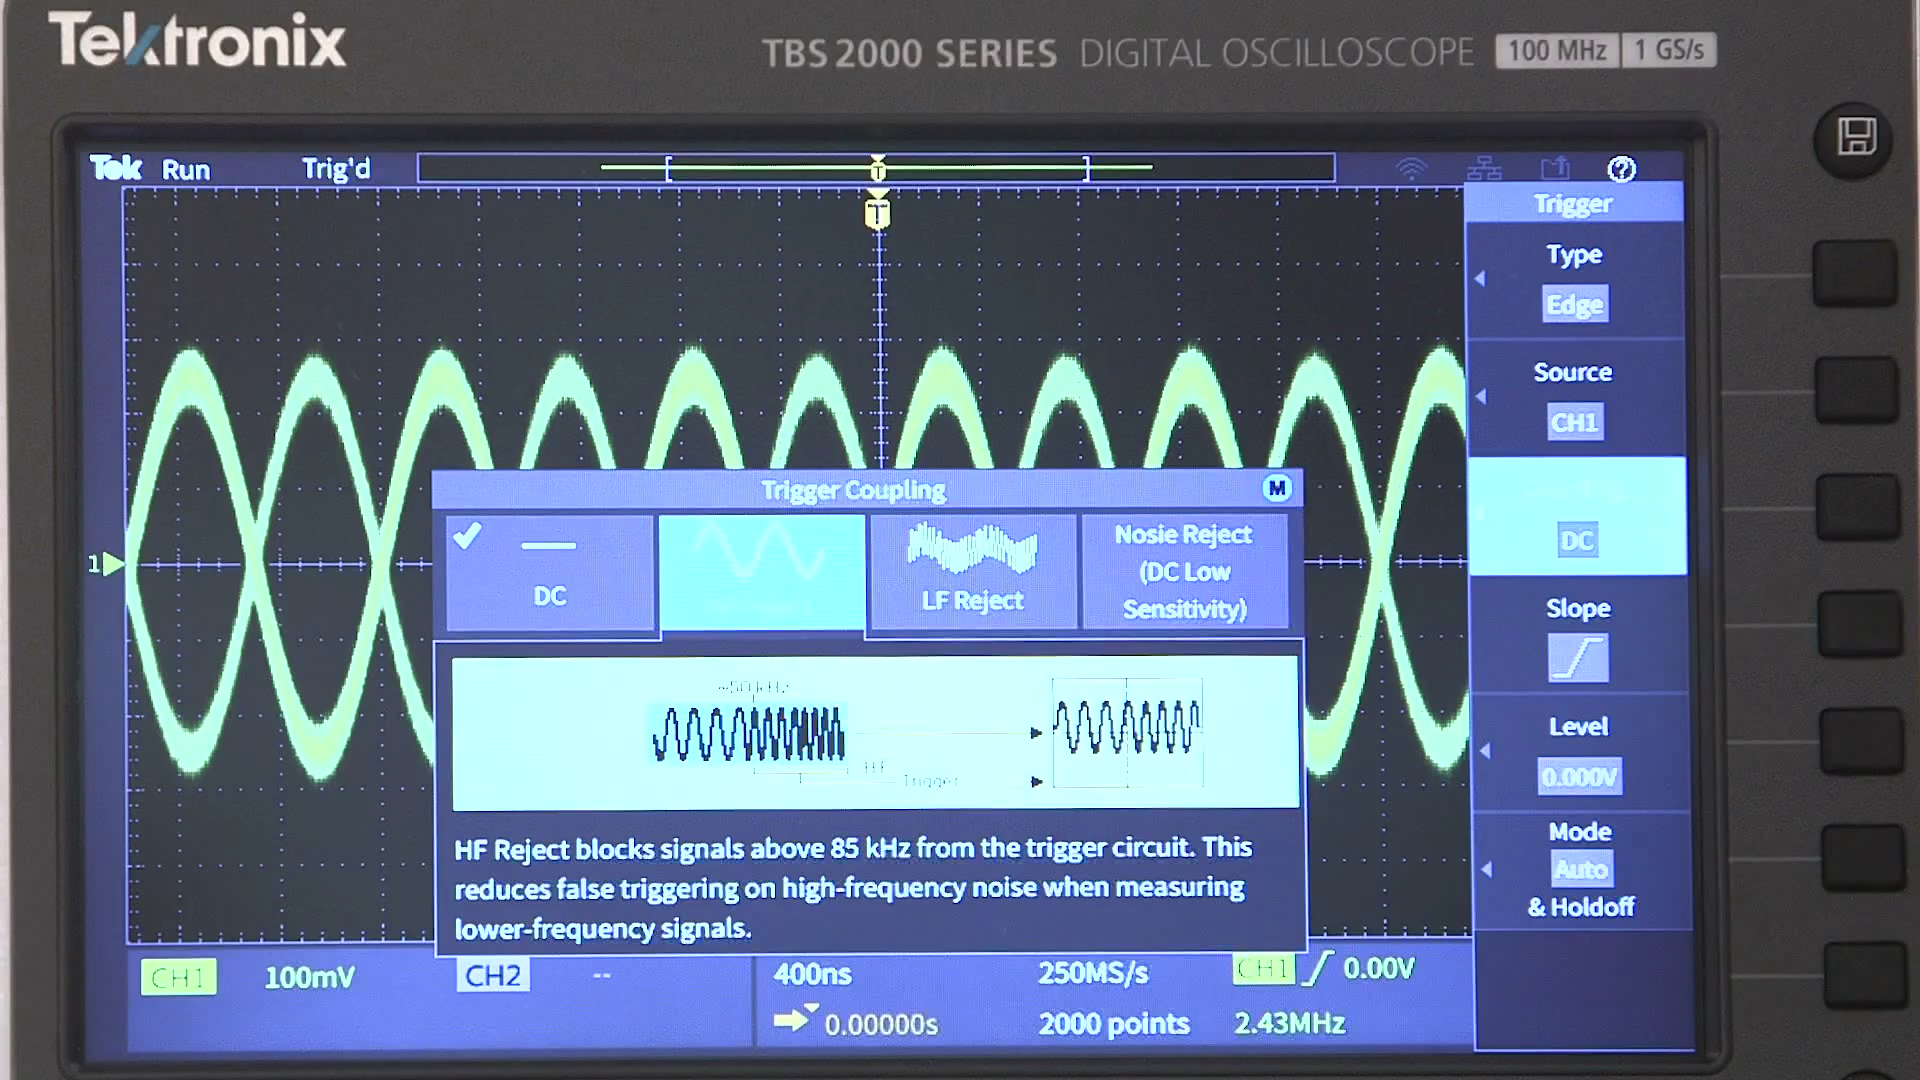 Tektronix
TBS 2000 SERIES DIGITAL OSCILLOSCOPE 100 MHz 1 GS/s
Tek Run Trig'd
T
T
Trigger
Type
Edge
Source
CH1
DC
Slope
Level
0.000V
Mode
Auto
& Holdoff
1
Trigger Coupling M
DC
LF Reject
Nosie Reject
(DC Low
Sensitivity)
~50kHz
HF
Trigger
HF Reject blocks signals above 85 kHz from the trigger circuit. This
reduces false triggering on high-frequency noise when measuring
lower-frequency signals.
CH1 100mV CH2 -- 400ns 250MS/s CH1 0.00V
0.00000s 2000 points 2.43MHz